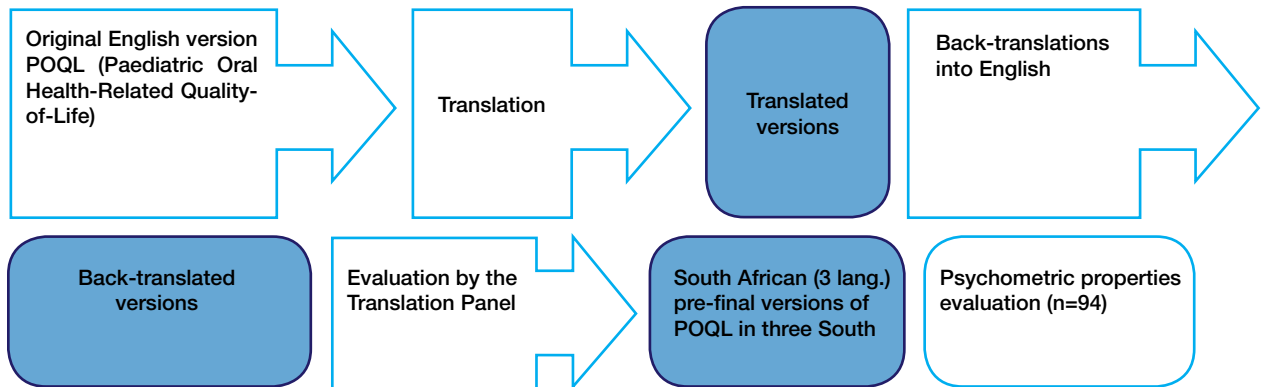 Original English version
POQL (Paediatric Oral
Health-Related Quality-
of-Life)
Translation
Translated
versions
Back-translations
into English
Back-translated
versions
Evaluation by the
Translation Panel
South African (3 lang.)
pre-final versions of
POQL in three South
Psychometric properties
evaluation (n=94)